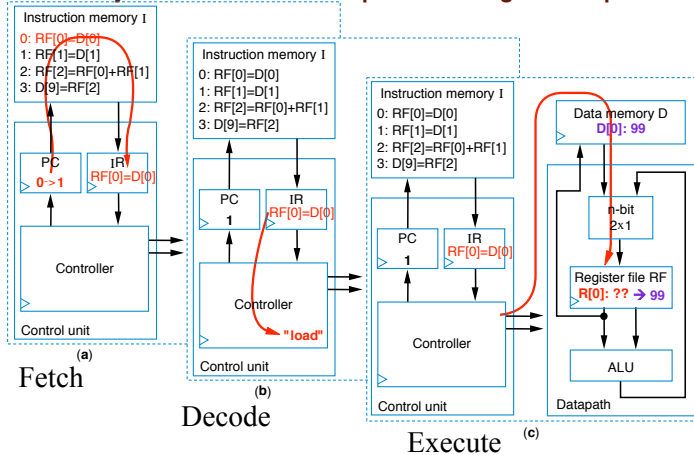 Instruction memory I
0: RF[0]=D[0]
1: RF[1]=D[1]
2: RF[2]=RF[0]+RF[1]
3: D[9]=RF[2]
PC
0->1
IR
RF[0]=D[0]
Controller
Control unit
(a)
Fetch
Instruction memory I
0: RF[0]=D[0]
1: RF[1]=D[1]
2: RF[2]=RF[0]+RF[1]
3: D[9]=RF[2]
PC
1
IR
RF[0]=D[0]
Controller
"load"
Control unit
(b)
Decode
Instruction memory I
0: RF[0]=D[0]
1: RF[1]=D[1]
2: RF[2]=RF[0]+RF[1]
3: D[9]=RF[2]
PC
1
IR
RF[0]=D[0]
Controller
Control unit
Data memory D
D[0]: 99
n-bit
2x1
Register file RF
R[0]: ?? → 99
ALU
Datapath
(c)
Execute